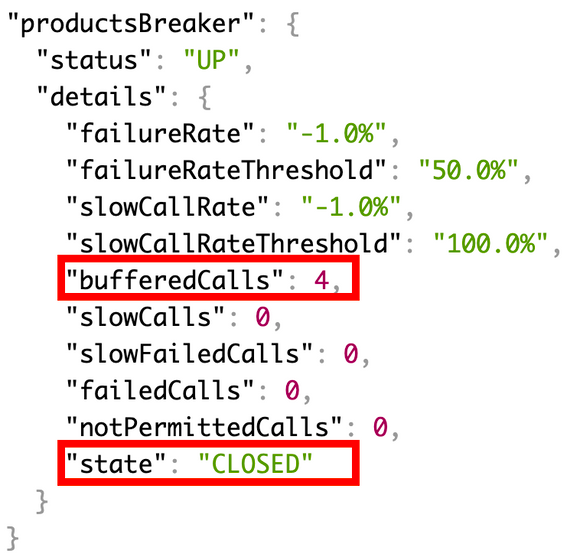 "productsBreaker": {
"status": "UP",
"details": {
"failureRate": "-1.0%",
"failureRateThreshold": "50.0%",
"slowCallRate": "-1.0%",
"slowCallRateThreshold": "100.0%",
"bufferedCalls": 4,
"slowCalls": 0,
"slowFailedCalls": 0,
"failedCalls": 0,
"notPermittedCalls": 0,
"state": "CLOSED"
}
}